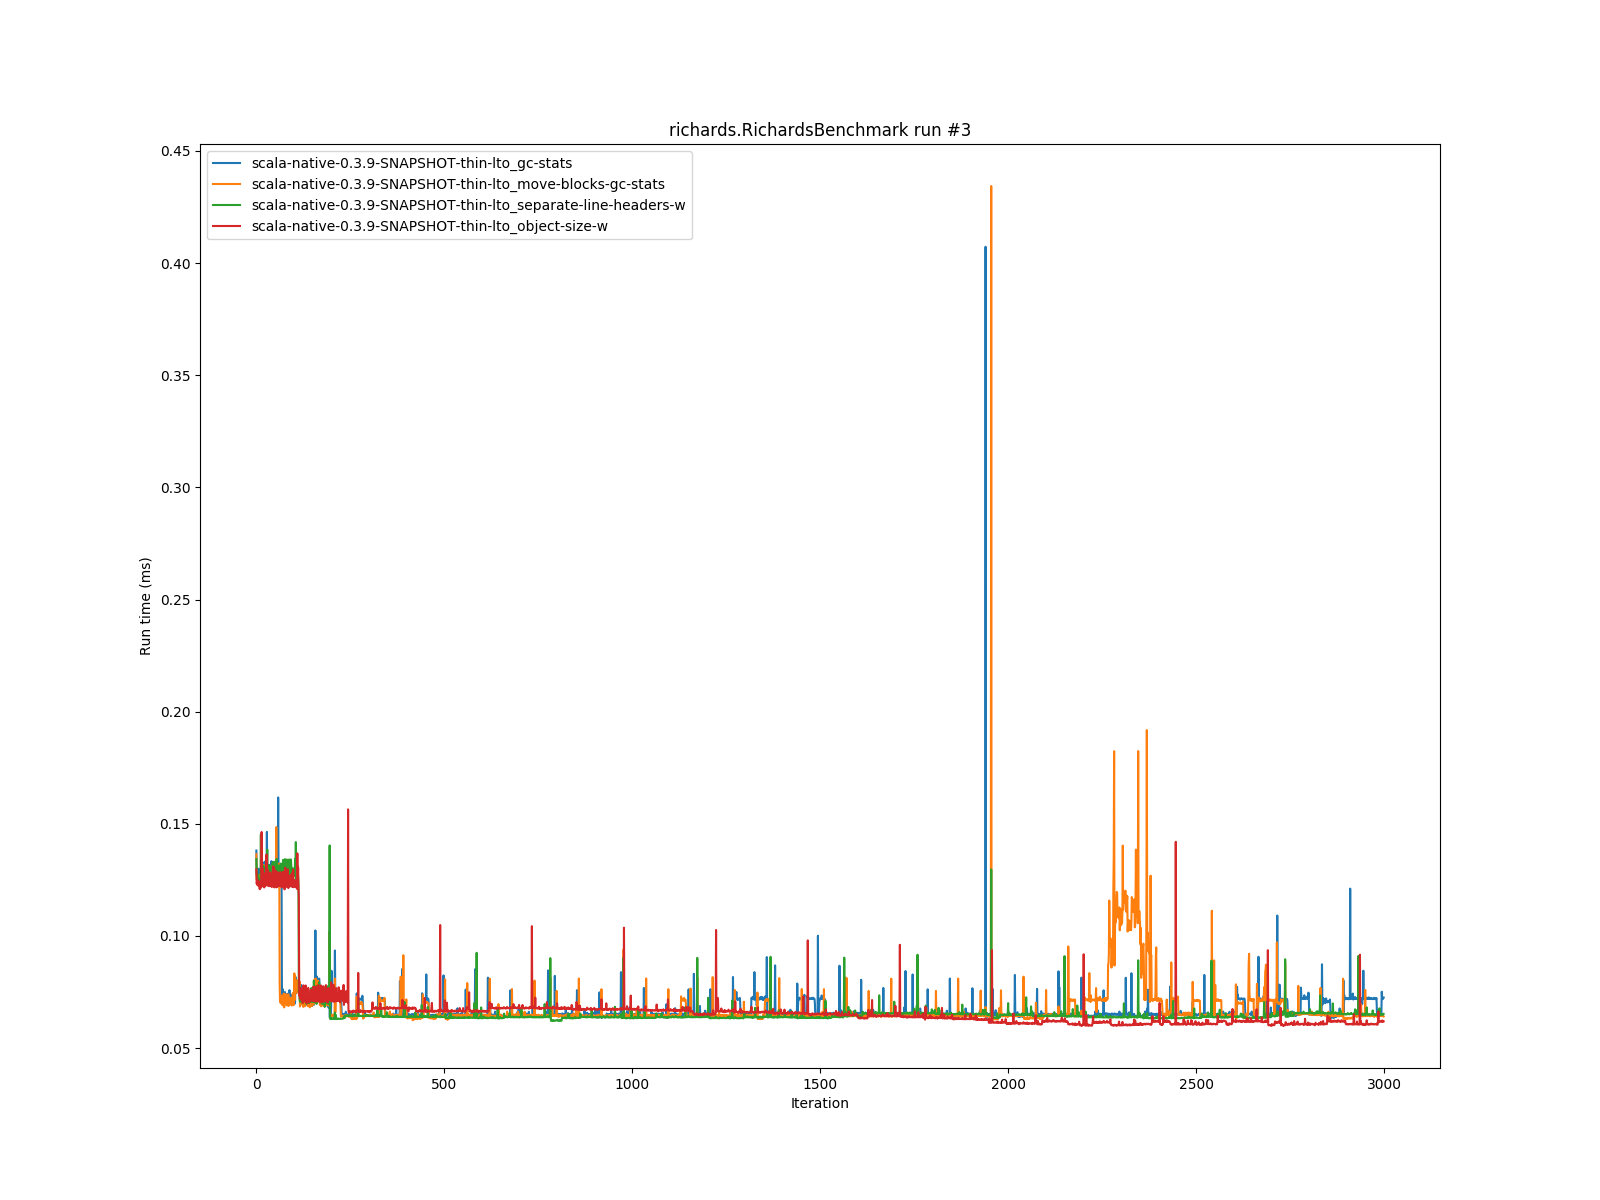 richards.RichardsBenchmark run #3
scala-native-0.3.9-SNAPSHOT-thin-lto_gc-stats
scala-native-0.3.9-SNAPSHOT-thin-lto_move-blocks-gc-stats
scala-native-0.3.9-SNAPSHOT-thin-lto_separate-line-headers-w
scala-native-0.3.9-SNAPSHOT-thin-lto_object-size-w
0.45
0.40
0.35
0.30
0.25
0.20
0.15
0.10
0.05
Run time (ms)
0 500 1000 1500 2000 2500 3000
Iteration